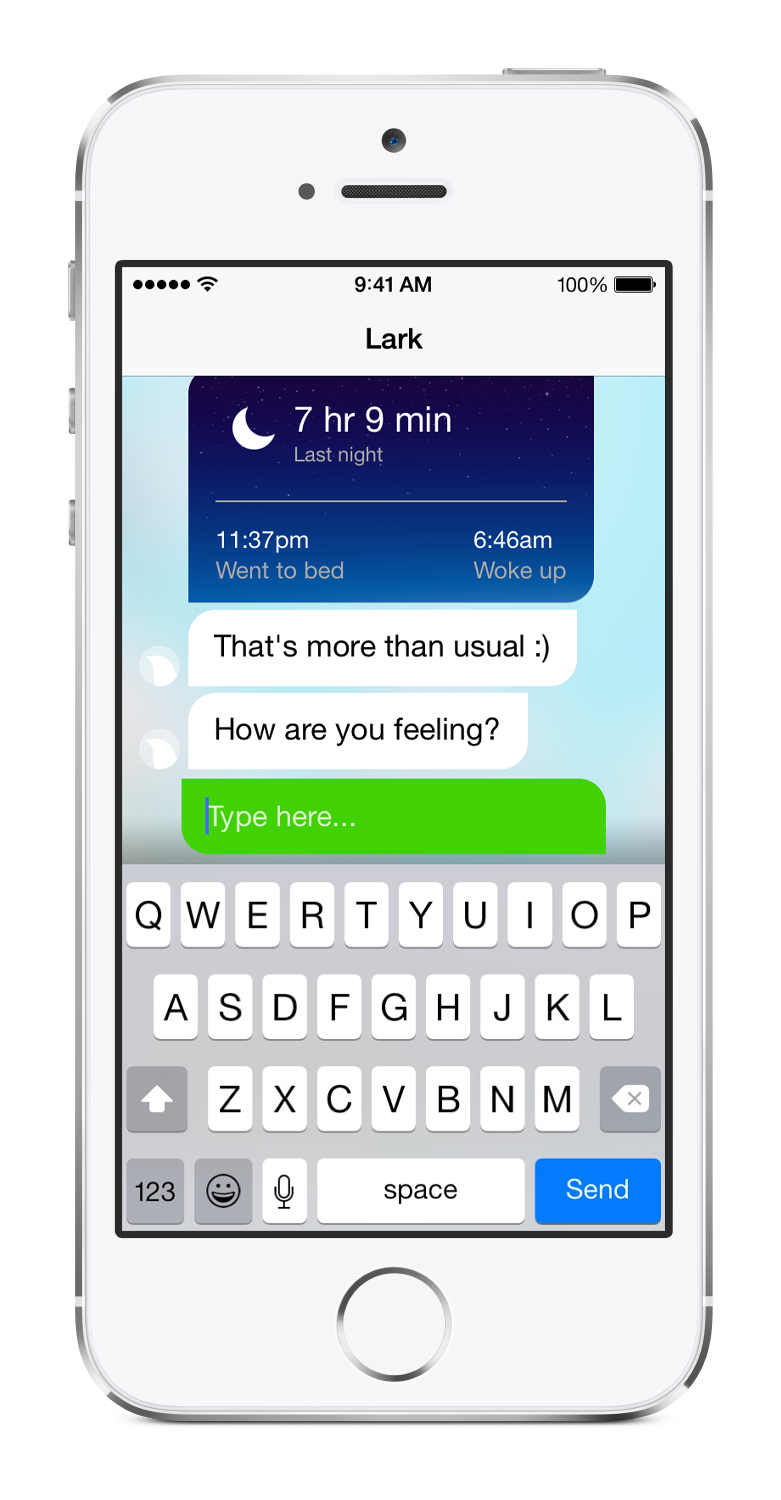 9:41 AM 100%
Lark
7 hr 9 min
Last night
11:37pm 6:46am
Went to bed Woke up
That's more than usual :)
How are you feeling?
Type here...
Q W E R T Y U I O P
A S D F G H J K L
Z X C V B N M
123 space Send